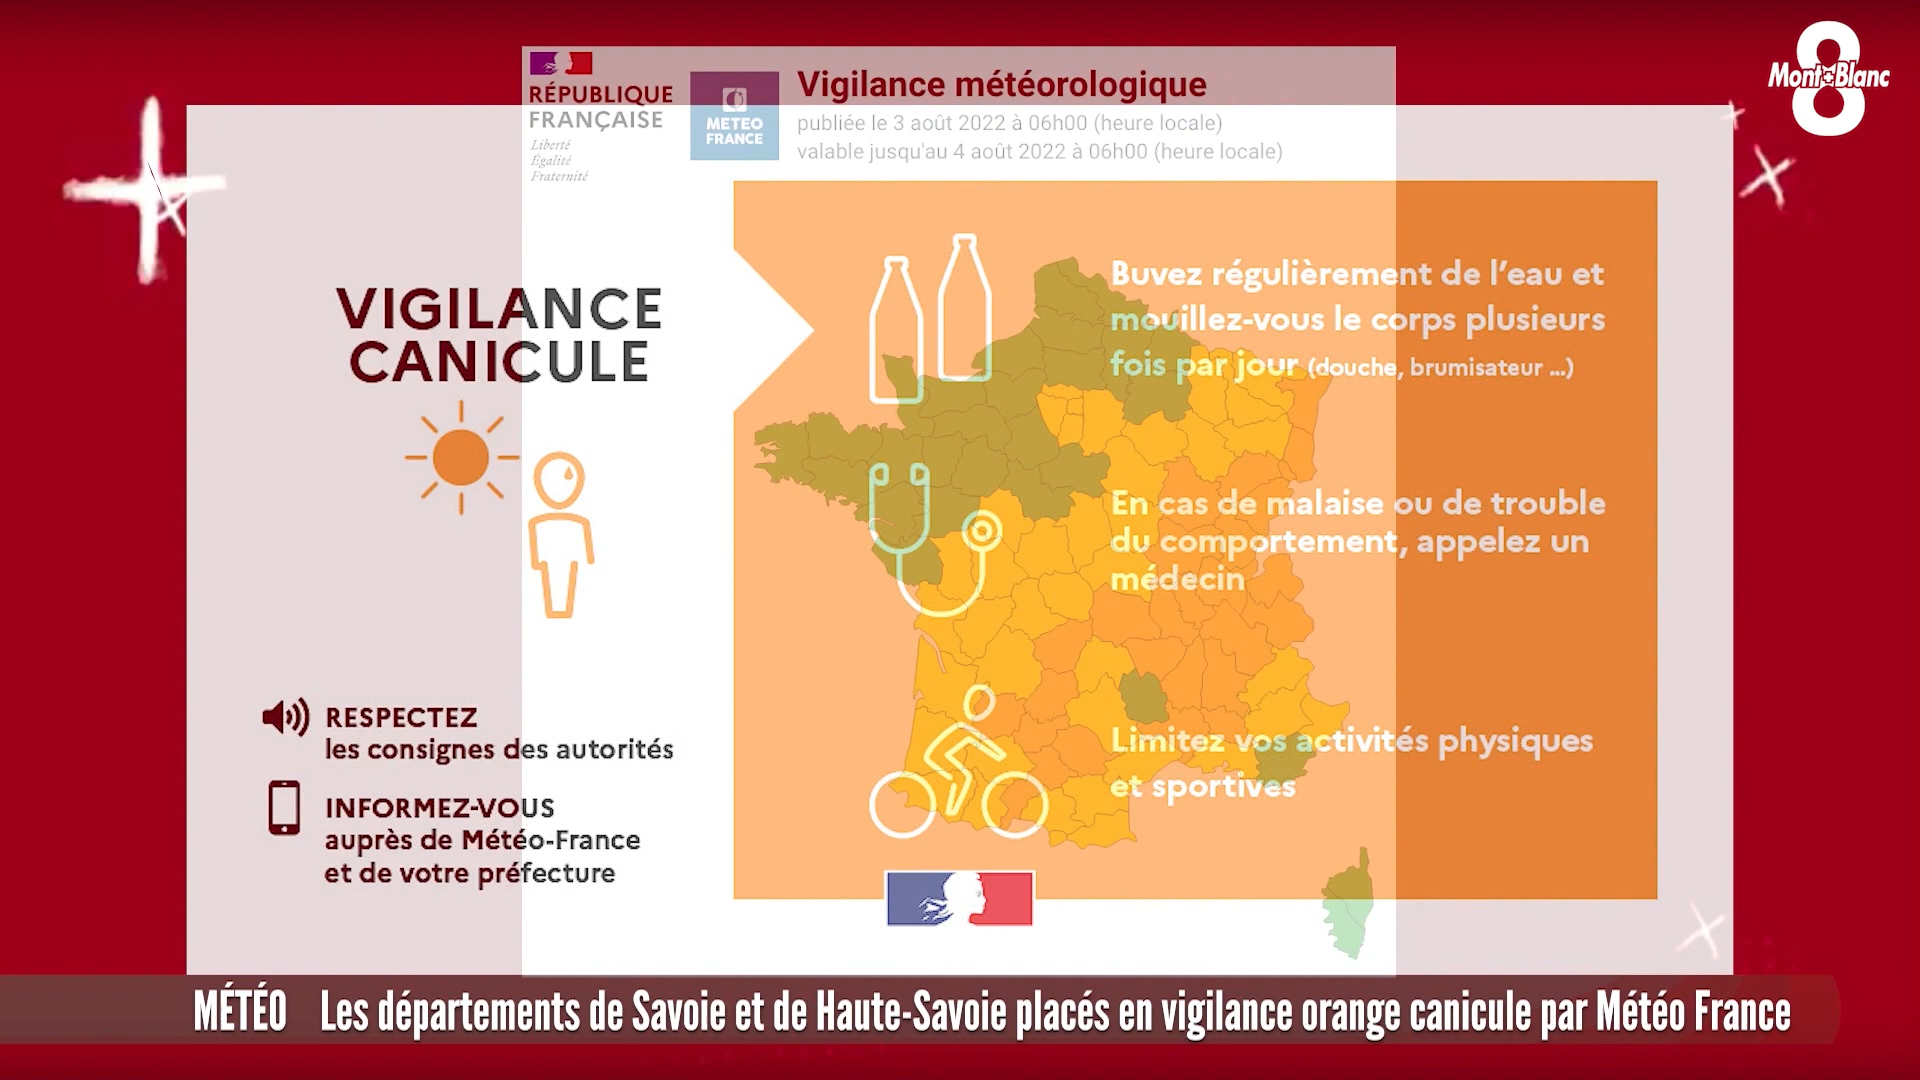 8
Mont Blanc
RÉPUBLIQUE
FRANÇAISE
Liberté
Égalité
Fraternité
METEO
FRANCE
Vigilance météorologique
publiée le 3 août 2022 à 06h00 (heure locale)
valable jusqu'au 4 août 2022 à 06h00 (heure locale)
VIGILANCE
CANICULE
Buvez régulièrement de l'eau et
mouillez-vous le corps plusieurs
fois par jour (douche, brumisateur ...)
En cas de malaise ou de trouble
du comportement, appelez un
médecin
Limitez vos activités physiques
et sportives
RESPECTEZ
les consignes des autorités
INFORMEZ-VOUS
auprès de Météo-France
et de votre préfecture
MÉTÉO Les départements de Savoie et de Haute-Savoie placés en vigilance orange canicule par Météo France